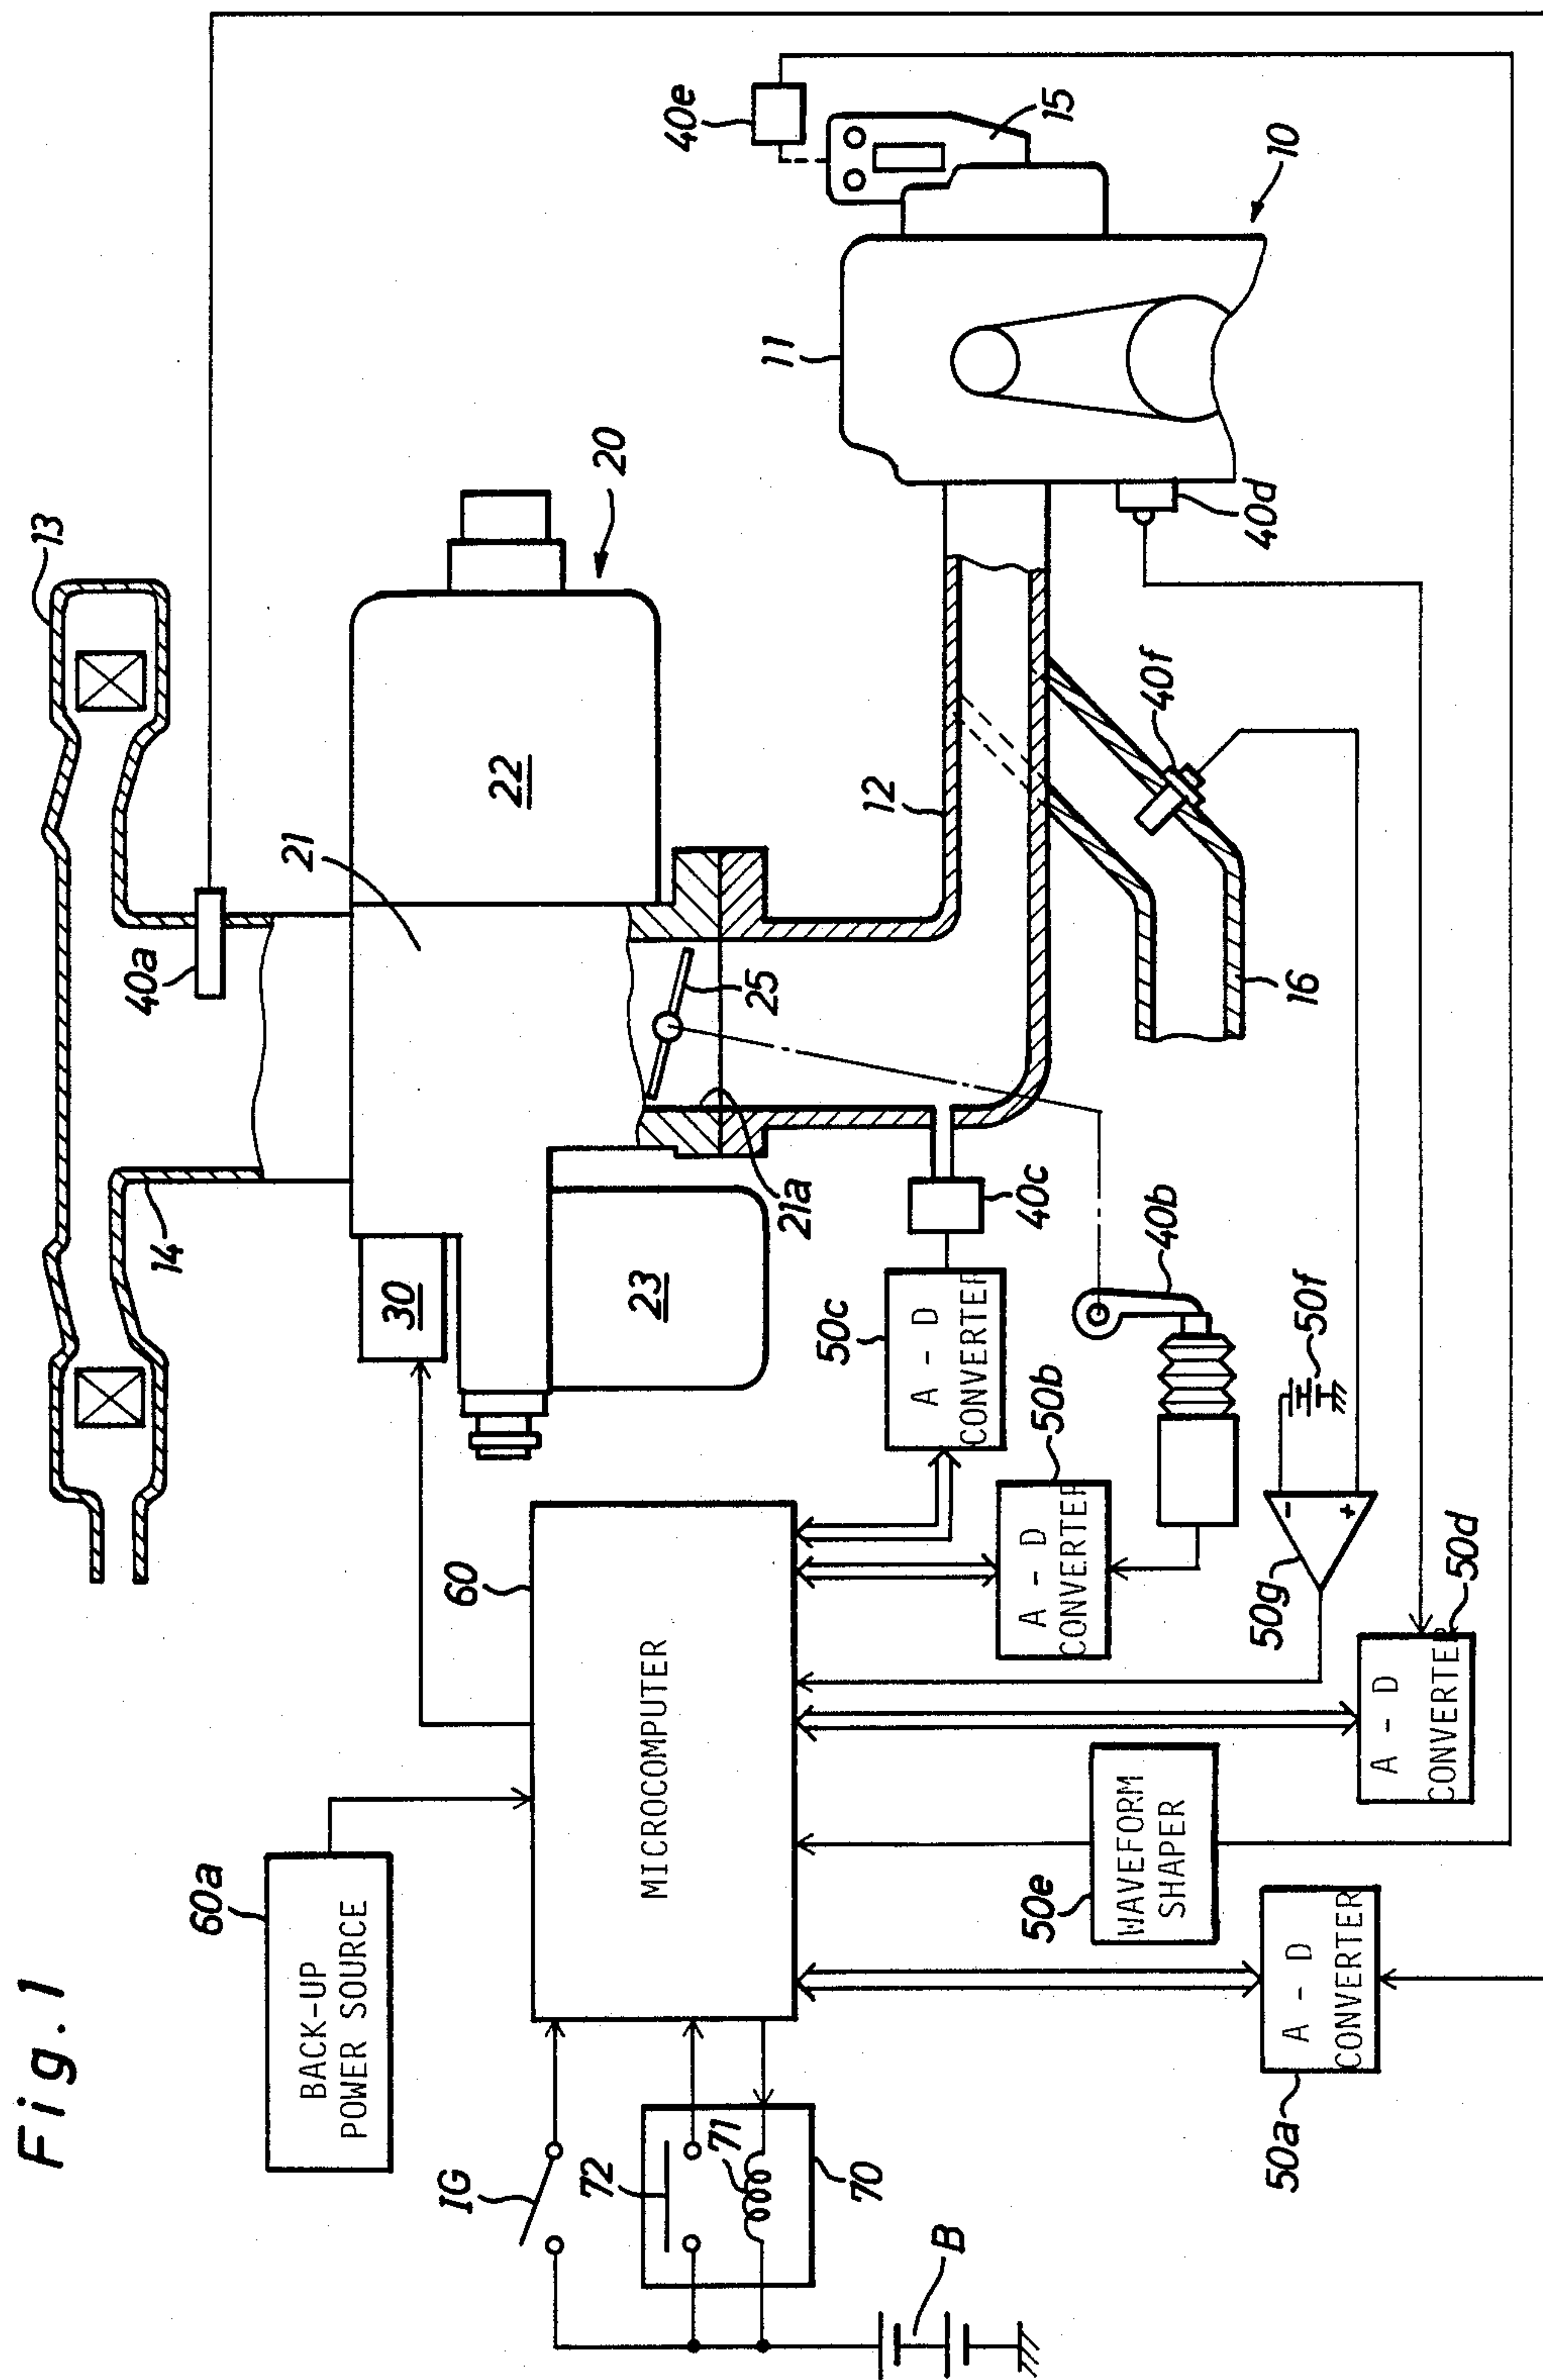 Fig.1
13
14
40a
40e
15
10
11
20
21
22
23
30
25
21a
12
40f
16
40d
40c
50c
A - D
CONVERTER
40b
50b
A - D
CONVERTER
50f
-
+
50g
50d
A - D
CONVERTER
60
MICROCOMPUTER
60a
BACK-UP
POWER SOURCE
50e
WAVEFORM
SHAPER
50a
A - D
CONVERTER
IG
72
71
70
B